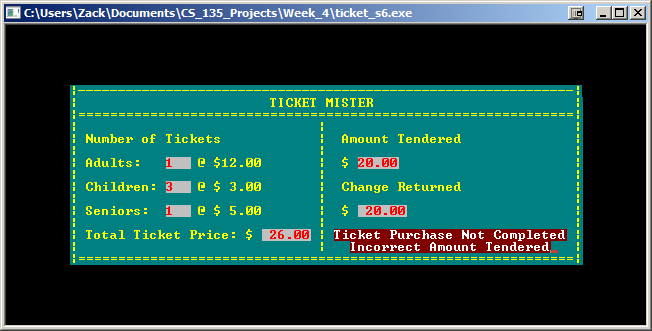 C:\Users\Zack\Documents\CS_135_Projects\Week_4\ticket_s6.exe
TICKET MISTER
Number of Tickets
Adults: 1 @ $12.00
Children: 3 @ $ 3.00
Seniors: 1 @ $ 5.00
Total Ticket Price: $ 26.00
Amount Tendered
$ 20.00
Change Returned
$ 20.00
Ticket Purchase Not Completed
Incorrect Amount Tendered